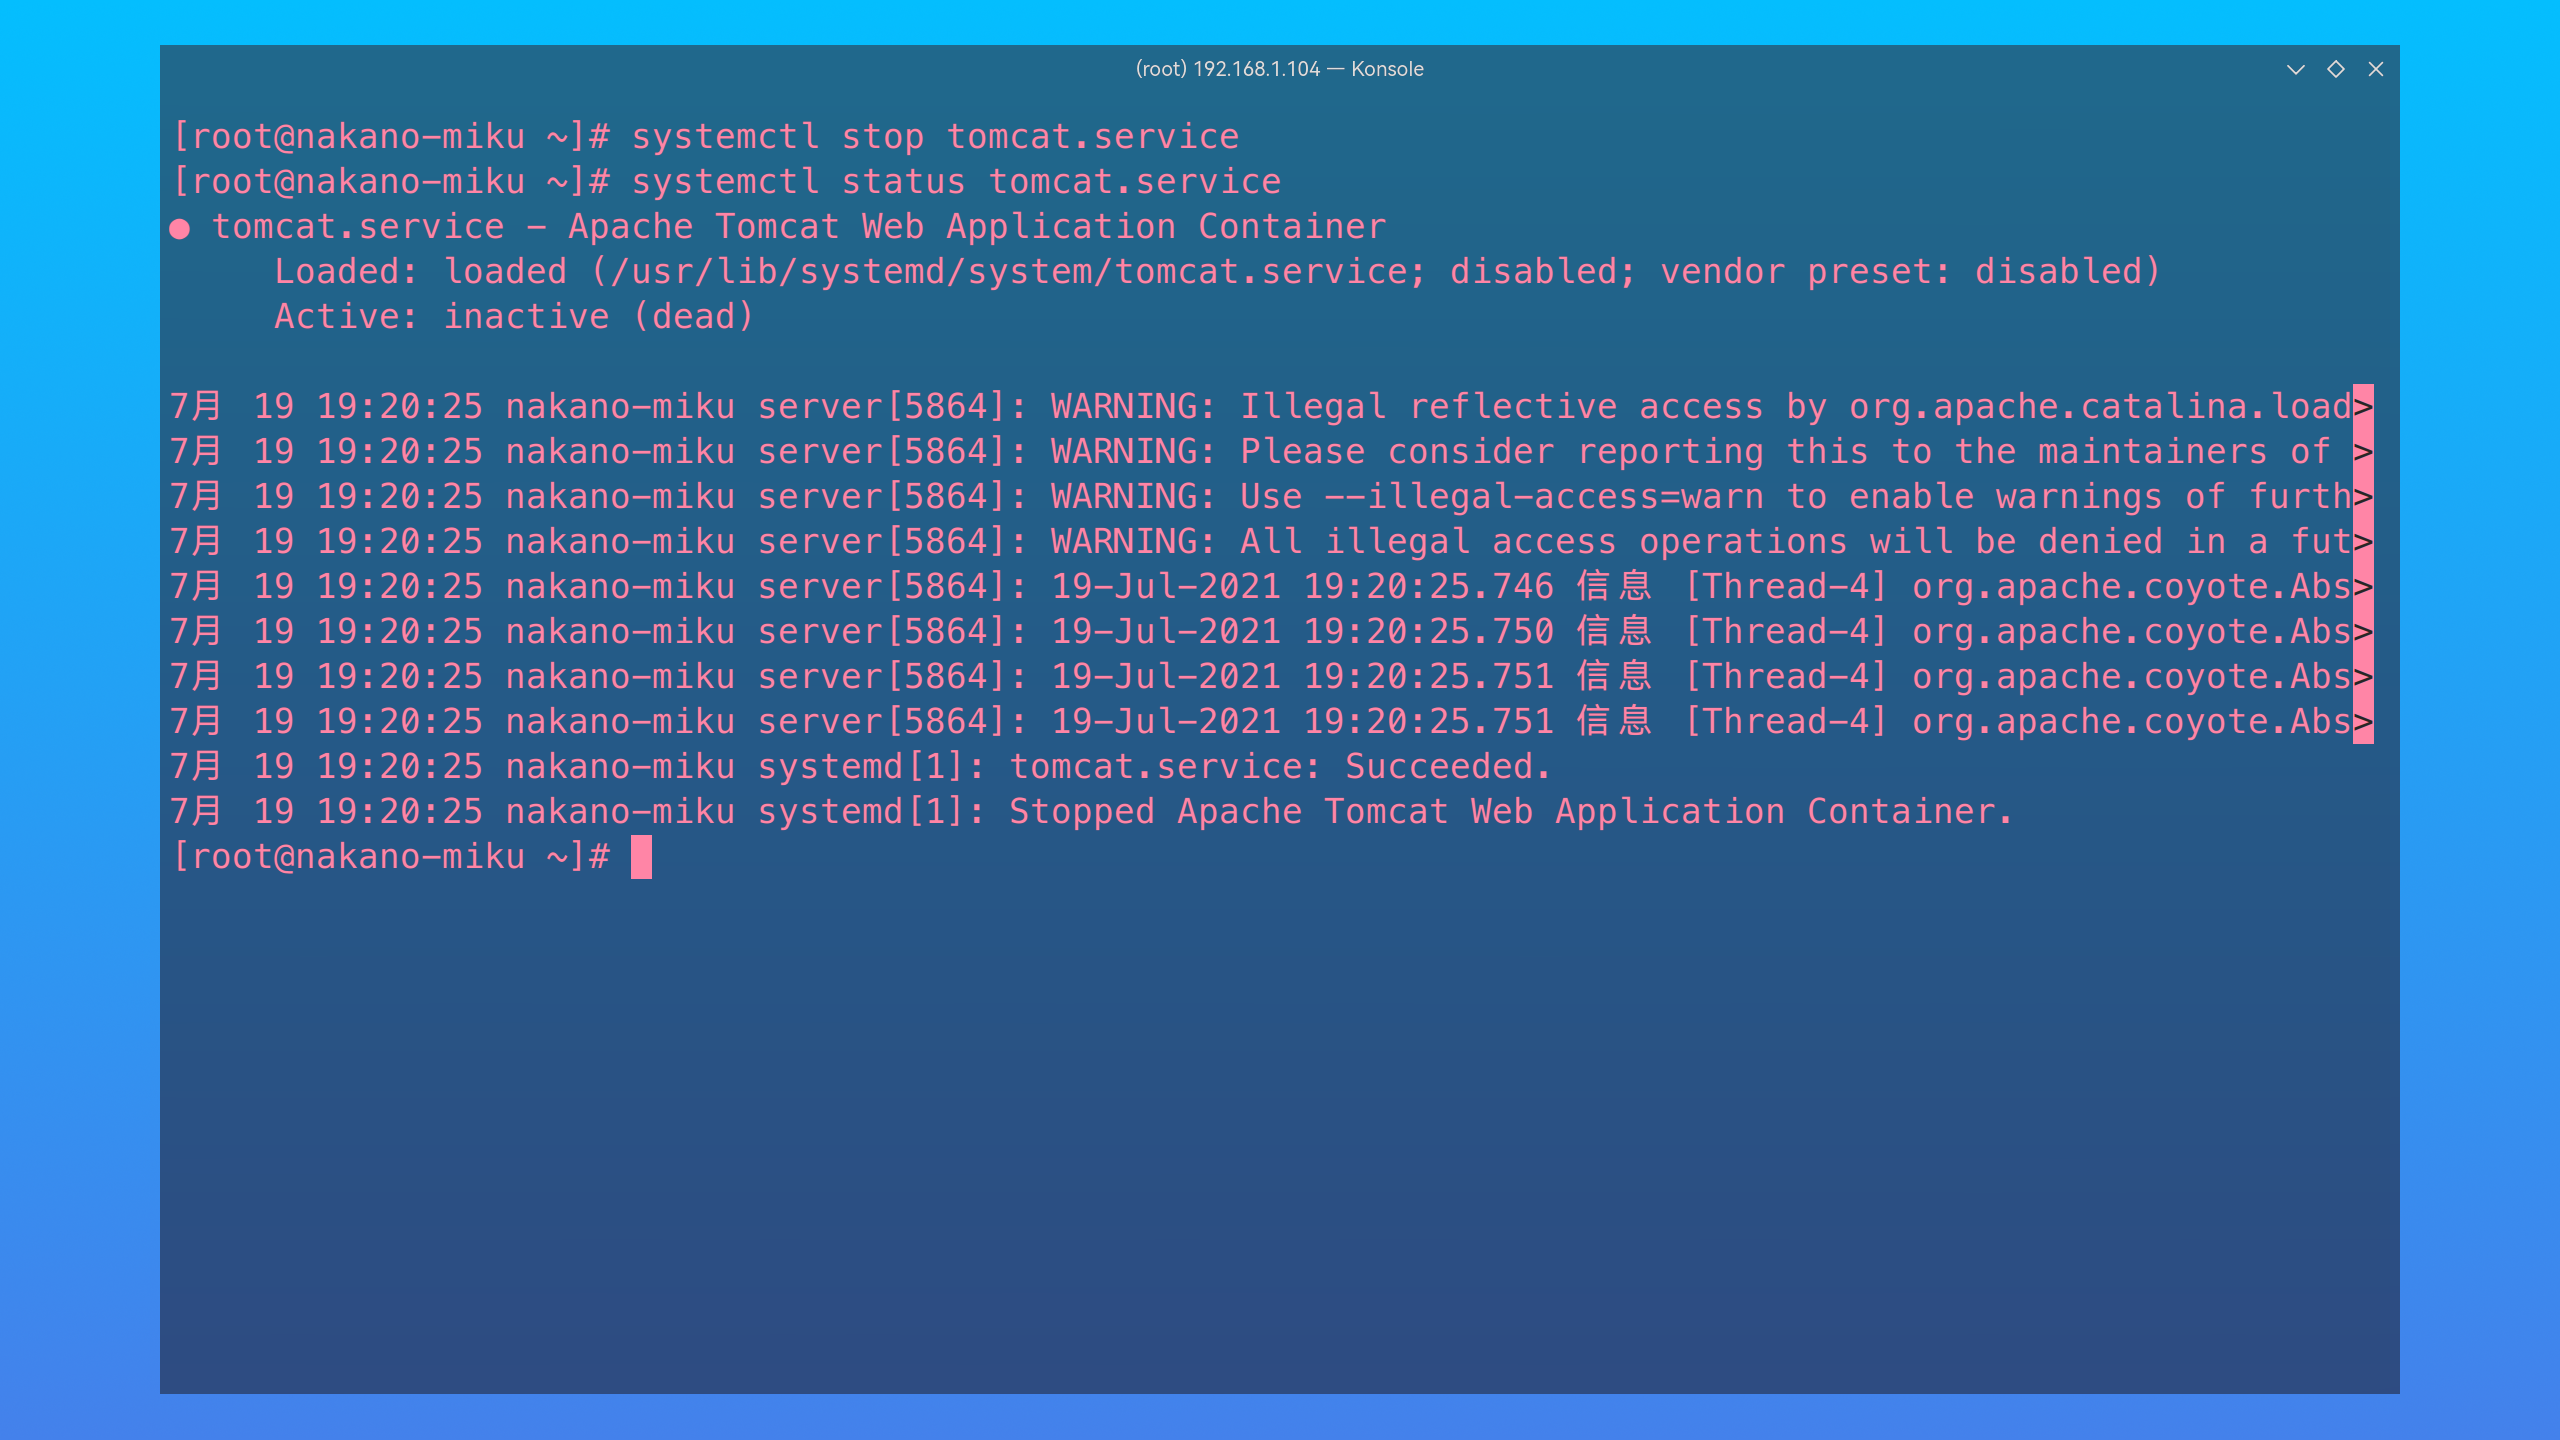 (root) 192.168.1.104 — Konsole
[root@nakano-miku ~]# systemctl stop tomcat.service
[root@nakano-miku ~]# systemctl status tomcat.service
● tomcat.service - Apache Tomcat Web Application Container
     Loaded: loaded (/usr/lib/systemd/system/tomcat.service; disabled; vendor preset: disabled)
     Active: inactive (dead)
7月 19 19:20:25 nakano-miku server[5864]: WARNING: Illegal reflective access by org.apache.catalina.load>
7月 19 19:20:25 nakano-miku server[5864]: WARNING: Please consider reporting this to the maintainers of >
7月 19 19:20:25 nakano-miku server[5864]: WARNING: Use --illegal-access=warn to enable warnings of furth>
7月 19 19:20:25 nakano-miku server[5864]: WARNING: All illegal access operations will be denied in a fut>
7月 19 19:20:25 nakano-miku server[5864]: 19-Jul-2021 19:20:25.746 信息 [Thread-4] org.apache.coyote.Abs>
7月 19 19:20:25 nakano-miku server[5864]: 19-Jul-2021 19:20:25.750 信息 [Thread-4] org.apache.coyote.Abs>
7月 19 19:20:25 nakano-miku server[5864]: 19-Jul-2021 19:20:25.751 信息 [Thread-4] org.apache.coyote.Abs>
7月 19 19:20:25 nakano-miku server[5864]: 19-Jul-2021 19:20:25.751 信息 [Thread-4] org.apache.coyote.Abs>
7月 19 19:20:25 nakano-miku systemd[1]: tomcat.service: Succeeded.
7月 19 19:20:25 nakano-miku systemd[1]: Stopped Apache Tomcat Web Application Container.
[root@nakano-miku ~]#